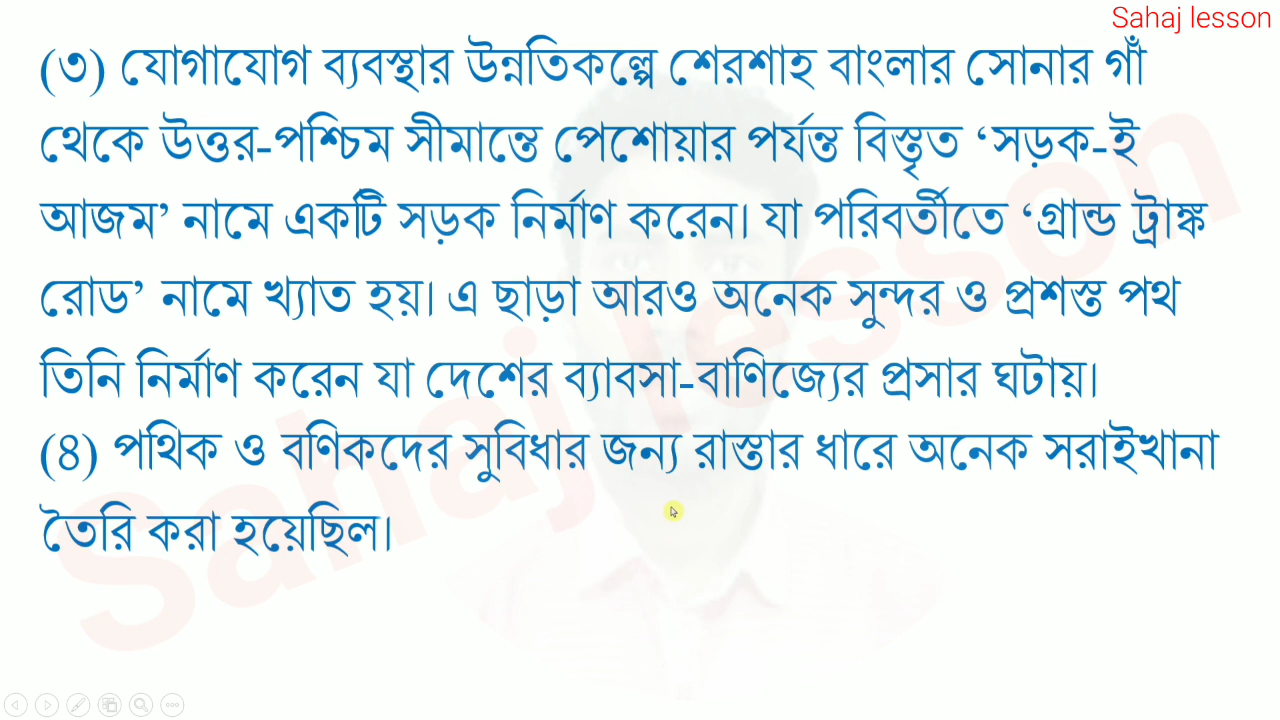 Sahaj lesson
(৩) যোগাযোগ ব্যবস্থার উন্নতিকল্পে শেরশাহ বাংলার সোনার গাঁ
থেকে উত্তর-পশ্চিম সীমান্তে পেশোয়ার পর্যন্ত বিস্তৃত ‘সড়ক-ই
আজম’ নামে একটি সড়ক নির্মাণ করেন। যা পরিবর্তীতে ‘গ্রান্ড ট্রাঙ্ক
রোড’ নামে খ্যাত হয়। এ ছাড়া আরও অনেক সুন্দর ও প্রশস্ত পথ
তিনি নির্মাণ করেন যা দেশের ব্যাবসা-বাণিজ্যের প্রসার ঘটায়।
(৪) পথিক ও বণিকদের সুবিধার জন্য রাস্তার ধারে অনেক সরাইখানা
তৈরি করা হয়েছিল।
Sahaj lesson